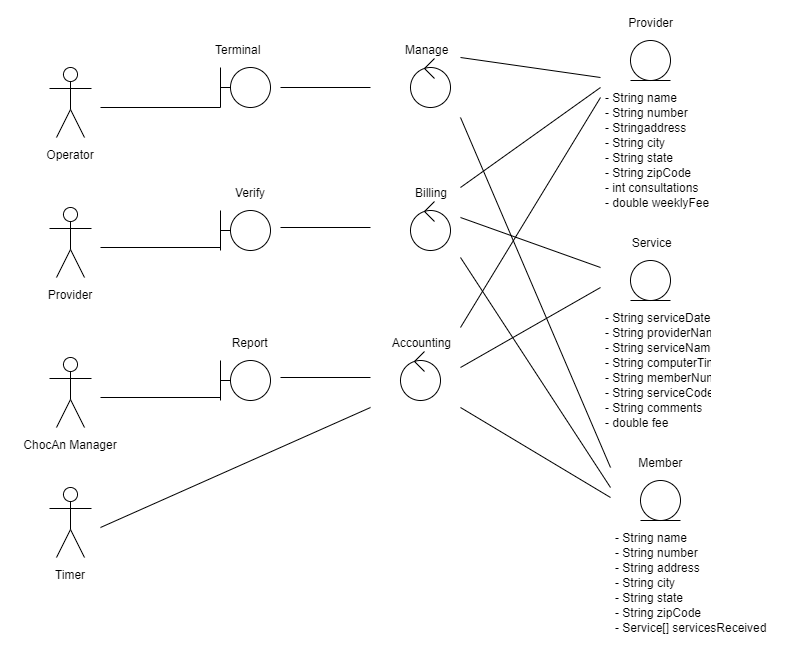 Provider
Terminal
Manage
- String name
- String number
- Stringaddress
- String city
- String state
- String zipCode
- int consultations
- double weeklyFee
Operator
Verify
Billing
Provider
Service
- String serviceDate
- String providerNan
- String serviceNam
- String computerTir
- String memberNun
- String serviceCode
- String comments
- double fee
Report
Accounting
ChocAn Manager
Member
- String name
- String number
- String address
- String city
- String state
- String zipCode
- Service[] servicesReceived
Timer